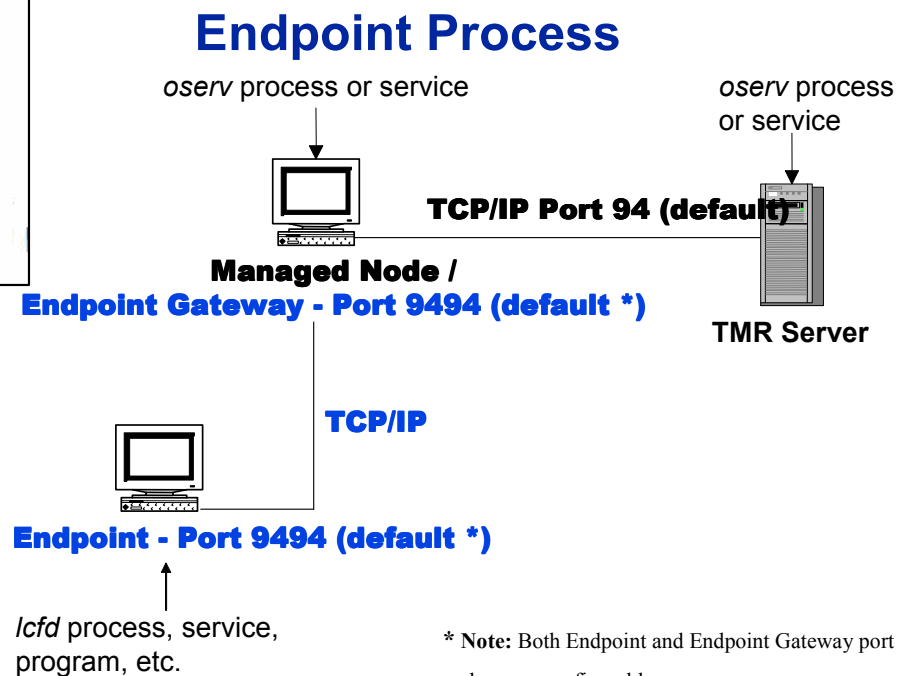 Endpoint Process
oserv process or service
oserv process
or service
TCP/IP Port 94 (default)
Managed Node /
Endpoint Gateway - Port 9494 (default *)
TMR Server
TCP/IP
Endpoint - Port 9494 (default *)
lcfd process, service,
program, etc.
* Note: Both Endpoint and Endpoint Gateway port